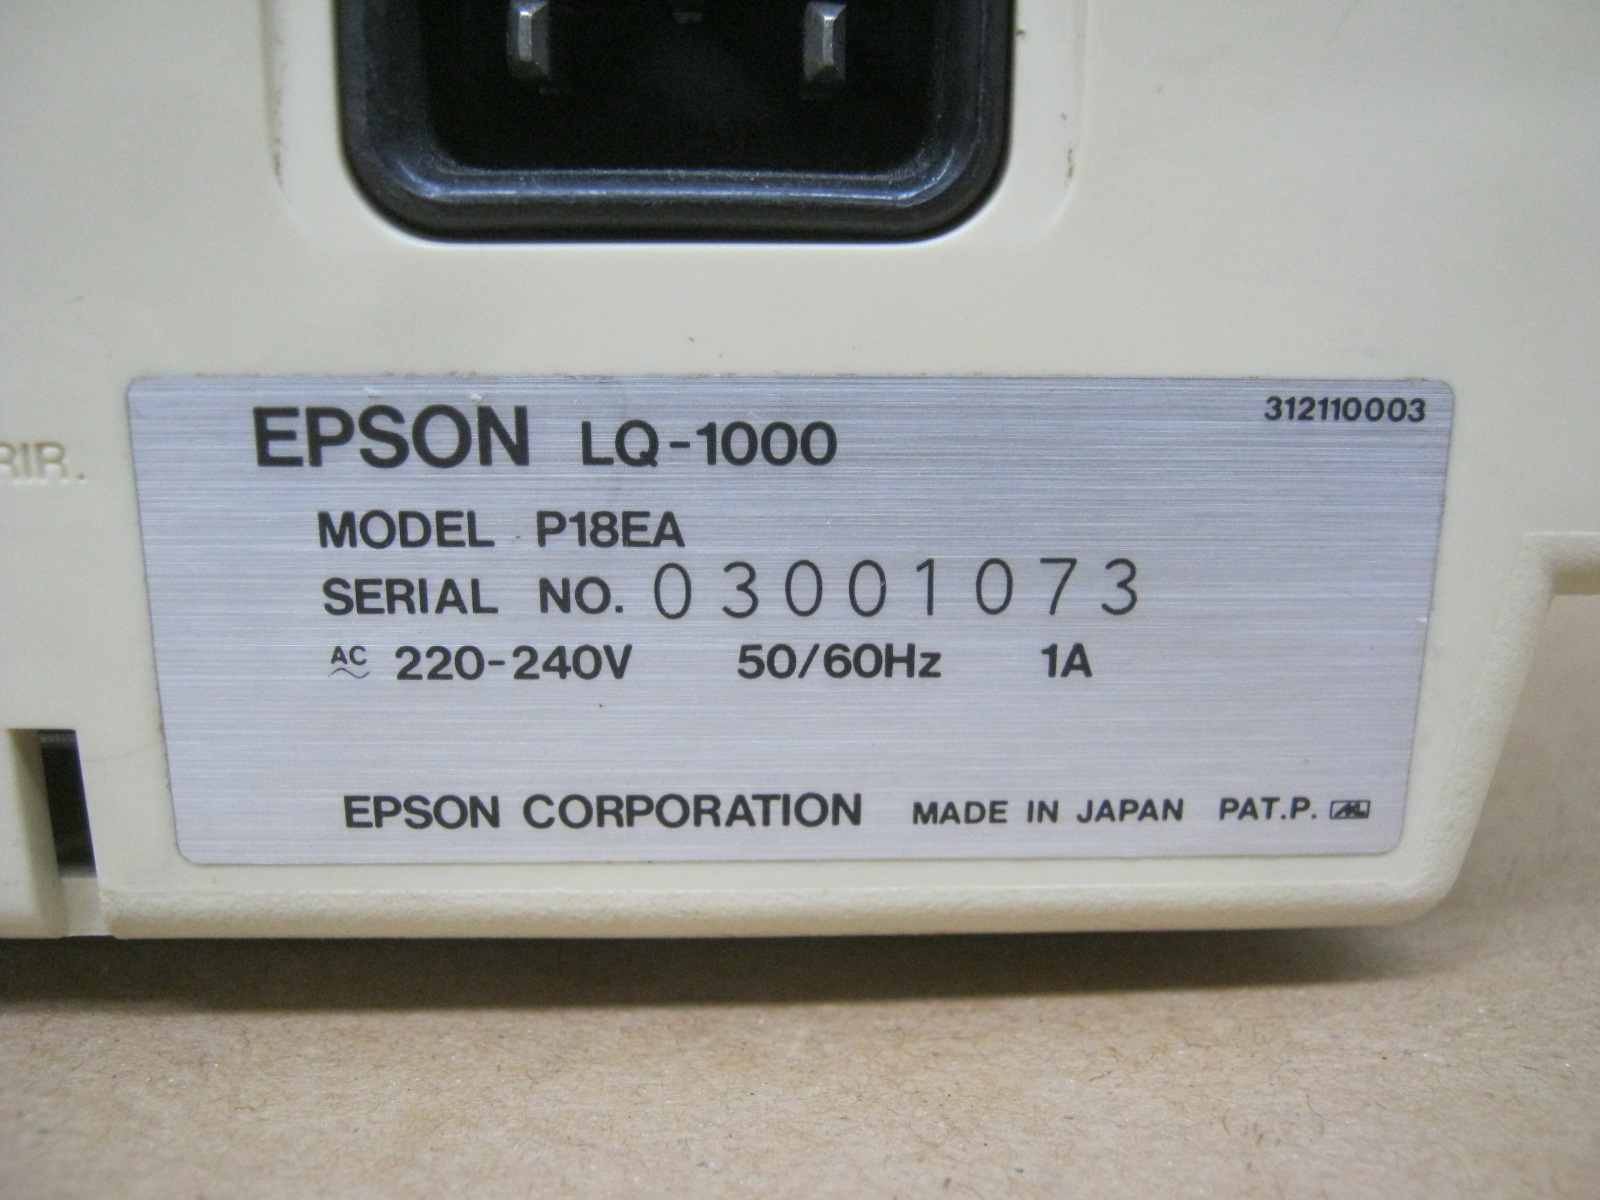 EPSON LQ-1000 312110003
RIR.
MODEL P18EA
SERIAL NO. 03001073
AC 220-240V 50/60Hz 1A
EPSON CORPORATION MADE IN JAPAN PAT.P.